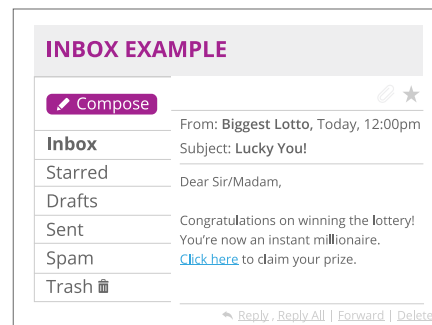 INBOX EXAMPLE
Compose
Inbox
Starred
Drafts
Sent
Spam
Trash
From: Biggest Lotto, Today, 12:00pm
Subject: Lucky You!
Dear Sir/Madam,
Congratulations on winning the lottery!
You're now an instant millionaire.
Click here to claim your prize.
Reply , Reply All | Forward | Delete